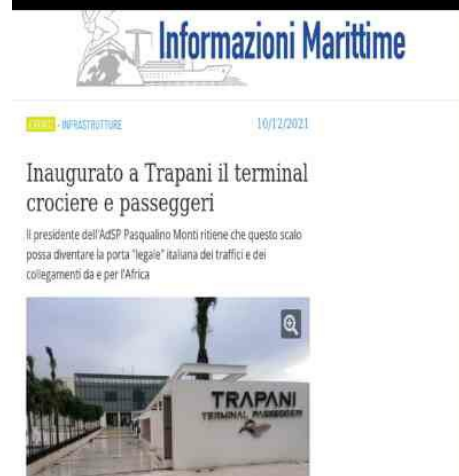 Informazioni Marittime
EVENTI - INFRASTRUTTURE
10/12/2021
Inaugurato a Trapani il terminal
crociere e passeggeri
Il presidente dell'AdSP Pasqualino Monti ritiene che questo scalo
possa diventare la porta "legale" italiana dei traffici e dei
collegamenti da e per l'Africa
TRAPANI
TERMINAL PASSEGGERI